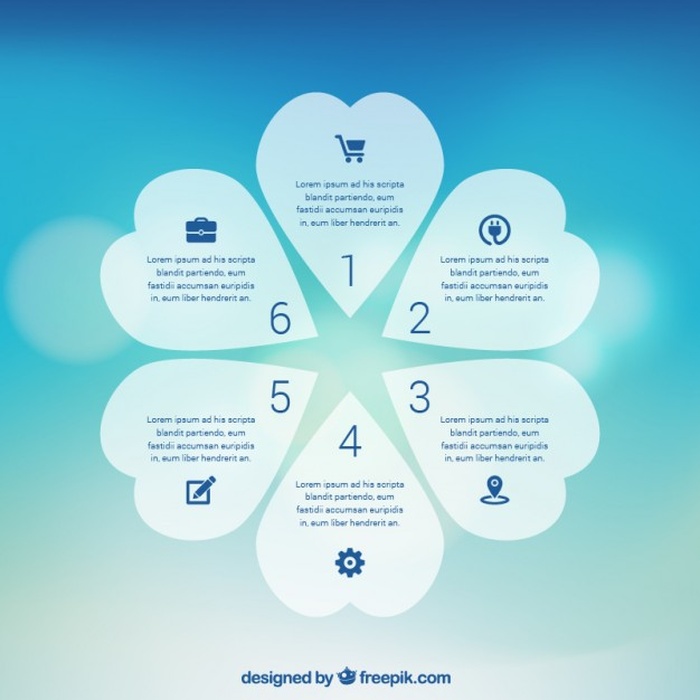 Lorem ipsum ad his scripta
blandit partiendo, eum
fastidii accumsan euripidis
in, eum liber hendrerit an.
1
Lorem ipsum ad his scripta
blandit partiendo, eum
fastidii accumsan euripidis
in, eum liber hendrerit an.
2
3
Lorem ipsum ad his scripta
blandit partiendo, eum
fastidii accumsan euripidis
in, eum liber hendrerit an.
4
Lorem ipsum ad his scripta
blandit partiendo, eum
fastidii accumsan euripidis
in, eum liber hendrerit an.
5
Lorem ipsum ad his scripta
blandit partiendo, eum
fastidii accumsan euripidis
in, eum liber hendrerit an.
Lorem ipsum ad his scripta
blandit partiendo, eum
fastidii accumsan euripidis
in, eum liber hendrerit an.
6
designed by freepik.com